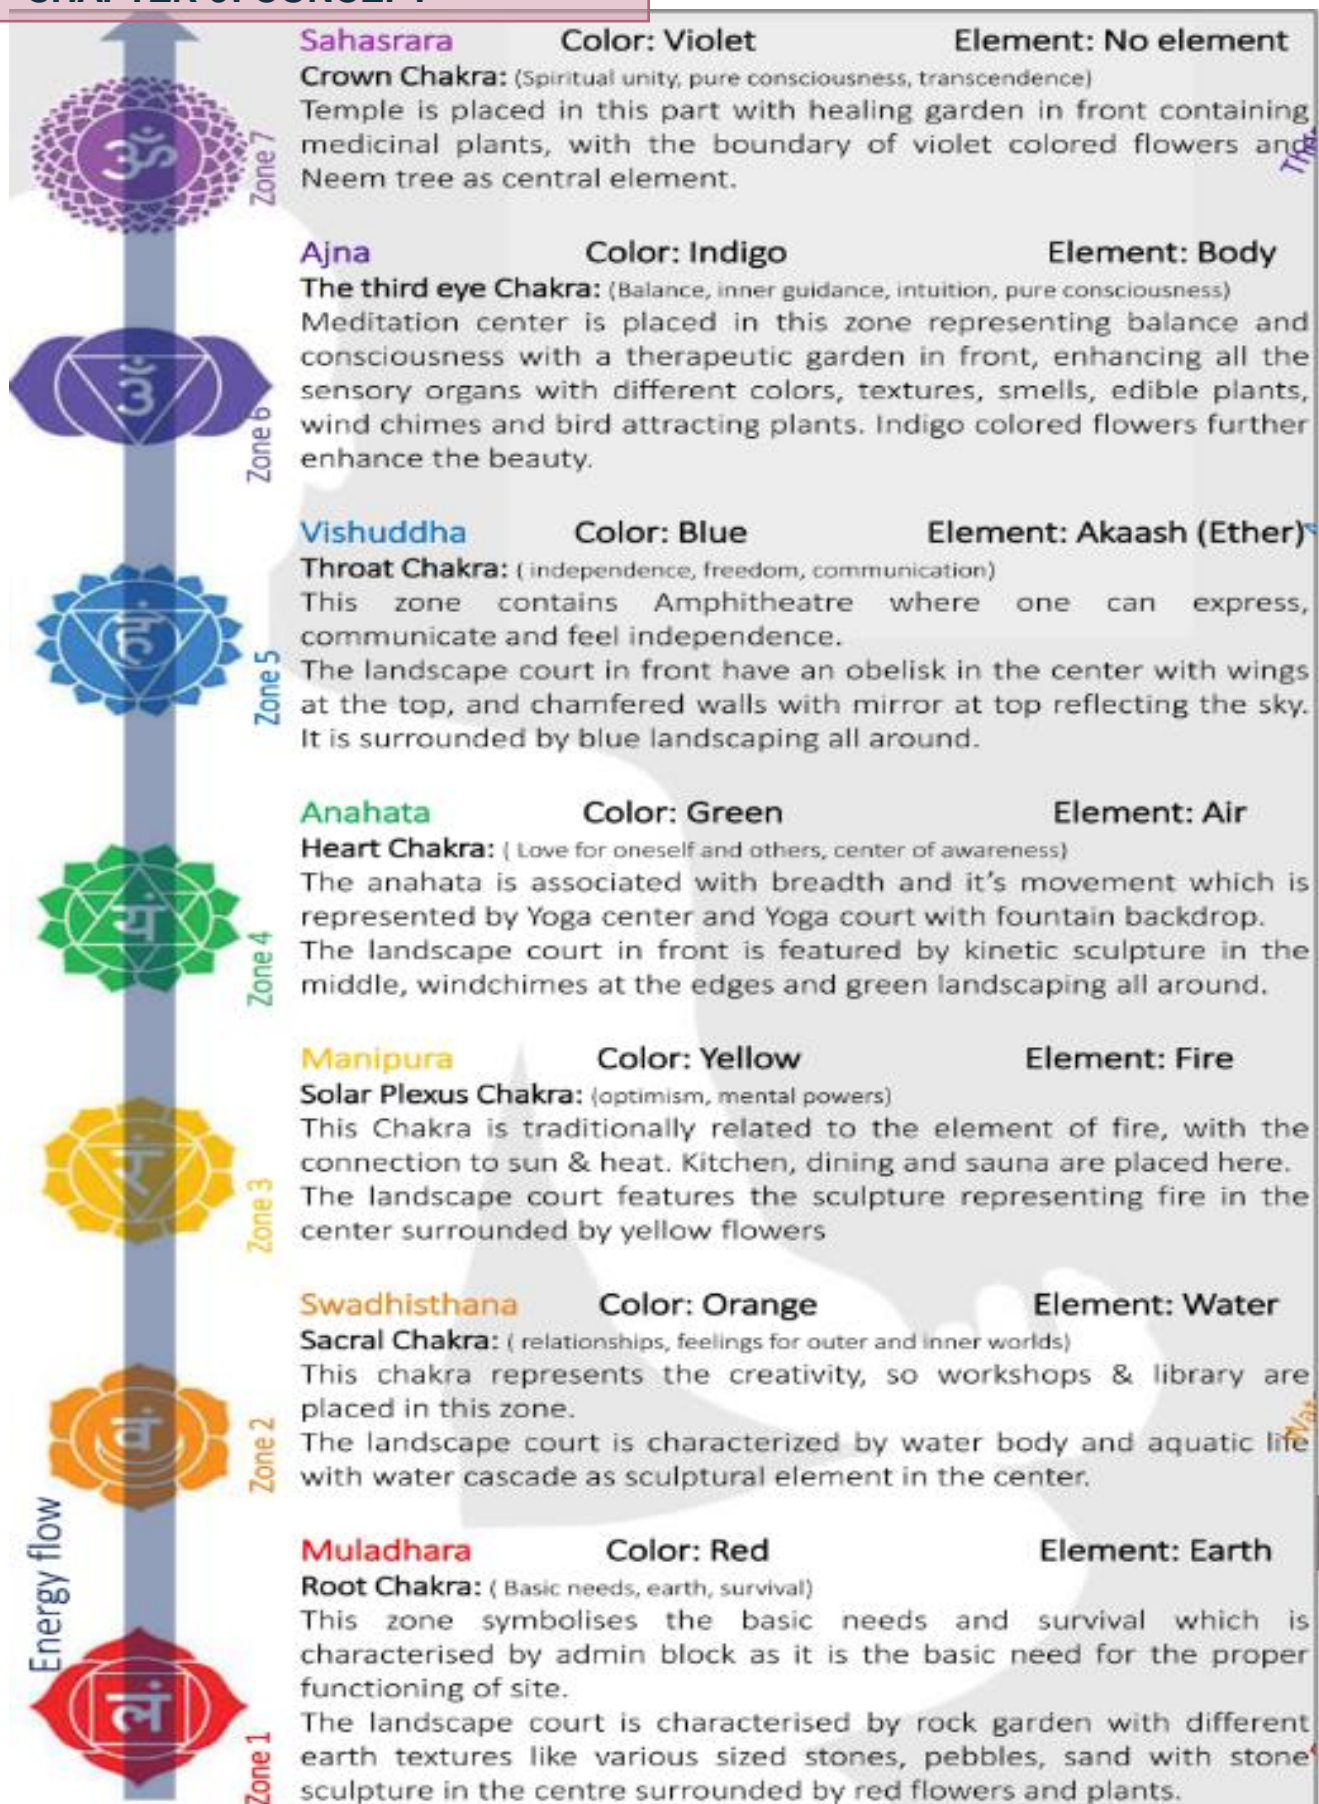 Sahasrara Color: Violet Element: No element
Crown Chakra: (Spiritual unity, pure consciousness, transcendence)
Temple is placed in this part with healing garden in front containing
medicinal plants, with the boundary of violet colored flowers and
Neem tree as central element.
ॐ
Zone 7
Ajna Color: Indigo Element: Body
The third eye Chakra: (Balance, inner guidance, intuition, pure consciousness)
Meditation center is placed in this zone representing balance and
consciousness with a therapeutic garden in front, enhancing all the
sensory organs with different colors, textures, smells, edible plants,
wind chimes and bird attracting plants. Indigo colored flowers further
enhance the beauty.
Zone 6
Vishuddha Color: Blue Element: Akaash (Ether)
Throat Chakra: ( independence, freedom, communication)
This zone contains Amphitheatre where one can express,
communicate and feel independence.
The landscape court in front have an obelisk in the center with wings
at the top, and chamfered walls with mirror at top reflecting the sky.
It is surrounded by blue landscaping all around.
Zone 5
Anahata Color: Green Element: Air
Heart Chakra: ( Love for oneself and others, center of awareness)
The anahata is associated with breadth and it's movement which is
represented by Yoga center and Yoga court with fountain backdrop.
The landscape court in front is featured by kinetic sculpture in the
middle, windchimes at the edges and green landscaping all around.
यं
Zone 4
Manipura Color: Yellow Element: Fire
Solar Plexus Chakra: (optimism, mental powers)
This Chakra is traditionally related to the element of fire, with the
connection to sun & heat. Kitchen, dining and sauna are placed here.
The landscape court features the sculpture representing fire in the
center surrounded by yellow flowers
रं
Zone 3
Swadhisthana Color: Orange Element: Water
Sacral Chakra: ( relationships, feelings for outer and inner worlds)
This chakra represents the creativity, so workshops & library are
placed in this zone.
The landscape court is characterized by water body and aquatic life
with water cascade as sculptural element in the center.
वं
Zone 2
Energy flow
Muladhara Color: Red Element: Earth
Root Chakra: ( Basic needs, earth, survival)
This zone symbolises the basic needs and survival which is
characterised by admin block as it is the basic need for the proper
functioning of site.
The landscape court is characterised by rock garden with different
earth textures like various sized stones, pebbles, sand with stone
sculpture in the centre surrounded by red flowers and plants.
लं
Zone 1